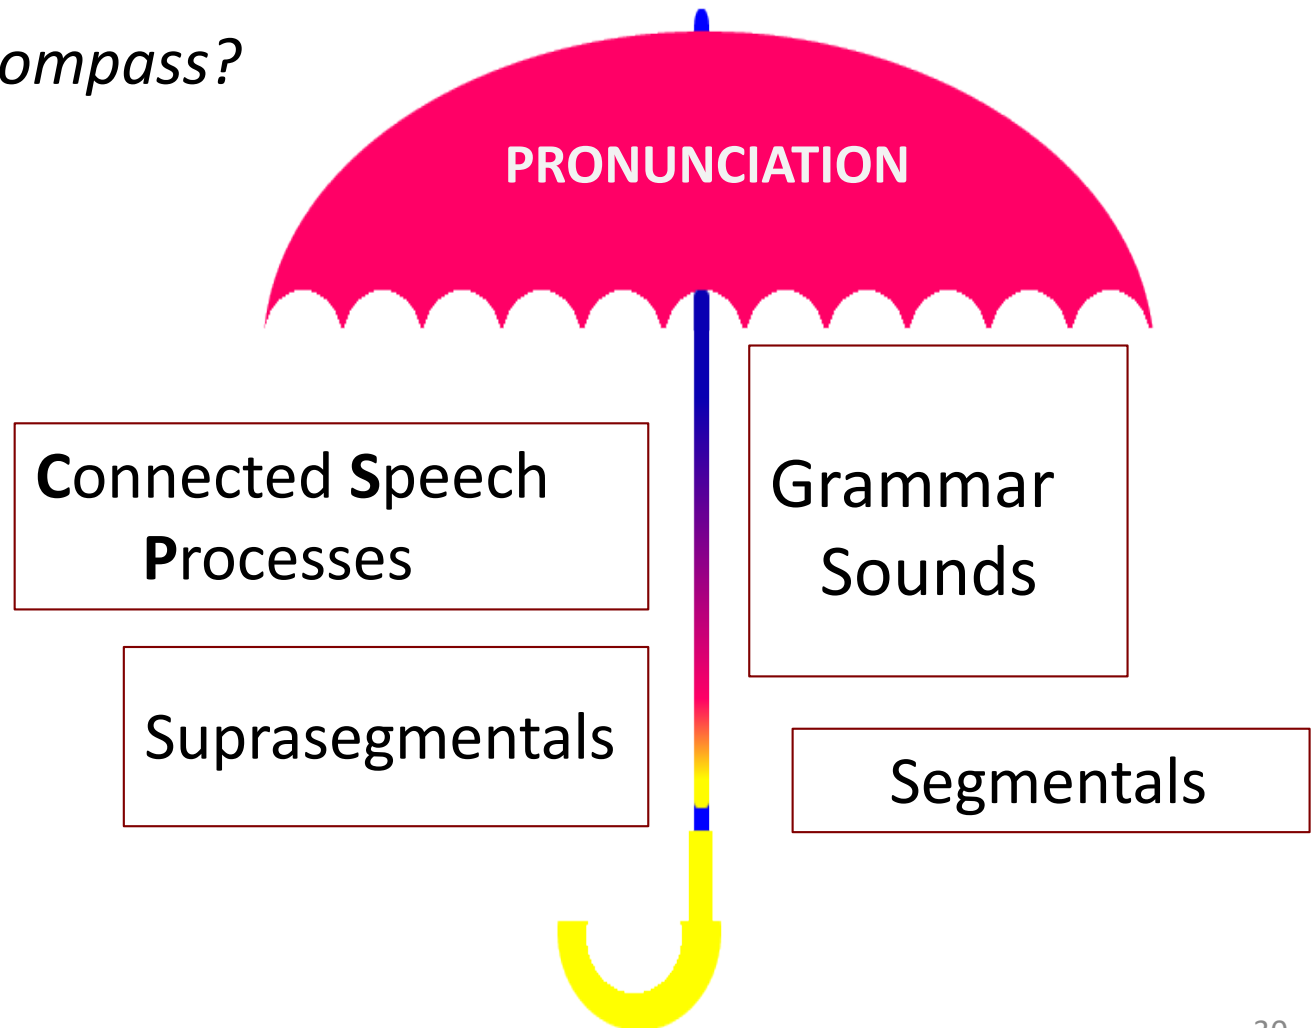 ompass?
PRONUNCIATION
Connected Speech
Processes
Grammar
Sounds
Suprasegmentals
Segmentals